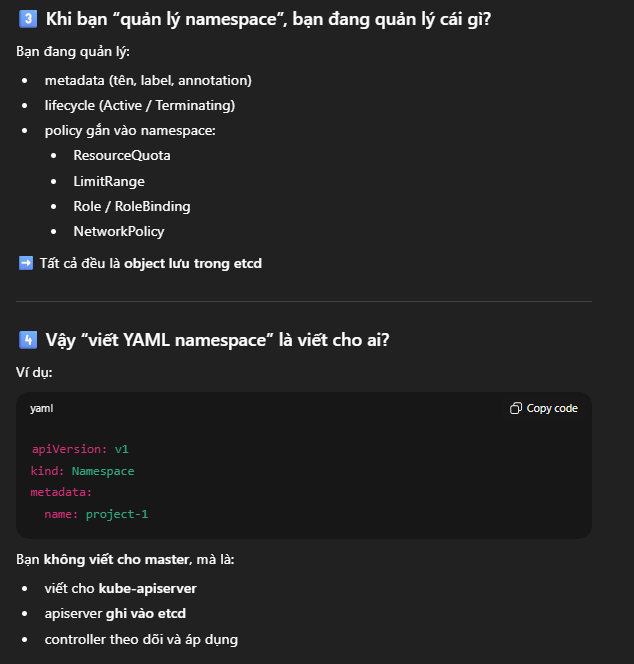 3 Khi bạn “quản lý namespace”, bạn đang quản lý cái gì?
Bạn đang quản lý:
• metadata (tên, label, annotation)
• lifecycle (Active / Terminating)
• policy gắn vào namespace:
• ResourceQuota
• LimitRange
• Role / RoleBinding
• NetworkPolicy
➡ Tất cả đều là object lưu trong etcd
4 Vậy “viết YAML namespace” là viết cho ai?
Ví dụ:
yaml Copy code
apiVersion: v1
kind: Namespace
metadata:
  name: project-1
Bạn không viết cho master, mà là:
• viết cho kube-apiserver
• apiserver ghi vào etcd
• controller theo dõi và áp dụng